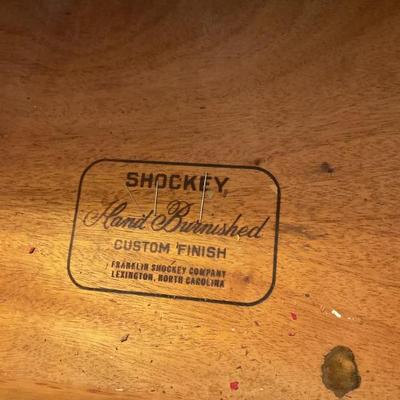 SHOCKEY
Hand Burnished
CUSTOM FINISH
FRANKLIN SHOCKEY COMPANY
LEXINGTON, NORTH CAROLINA